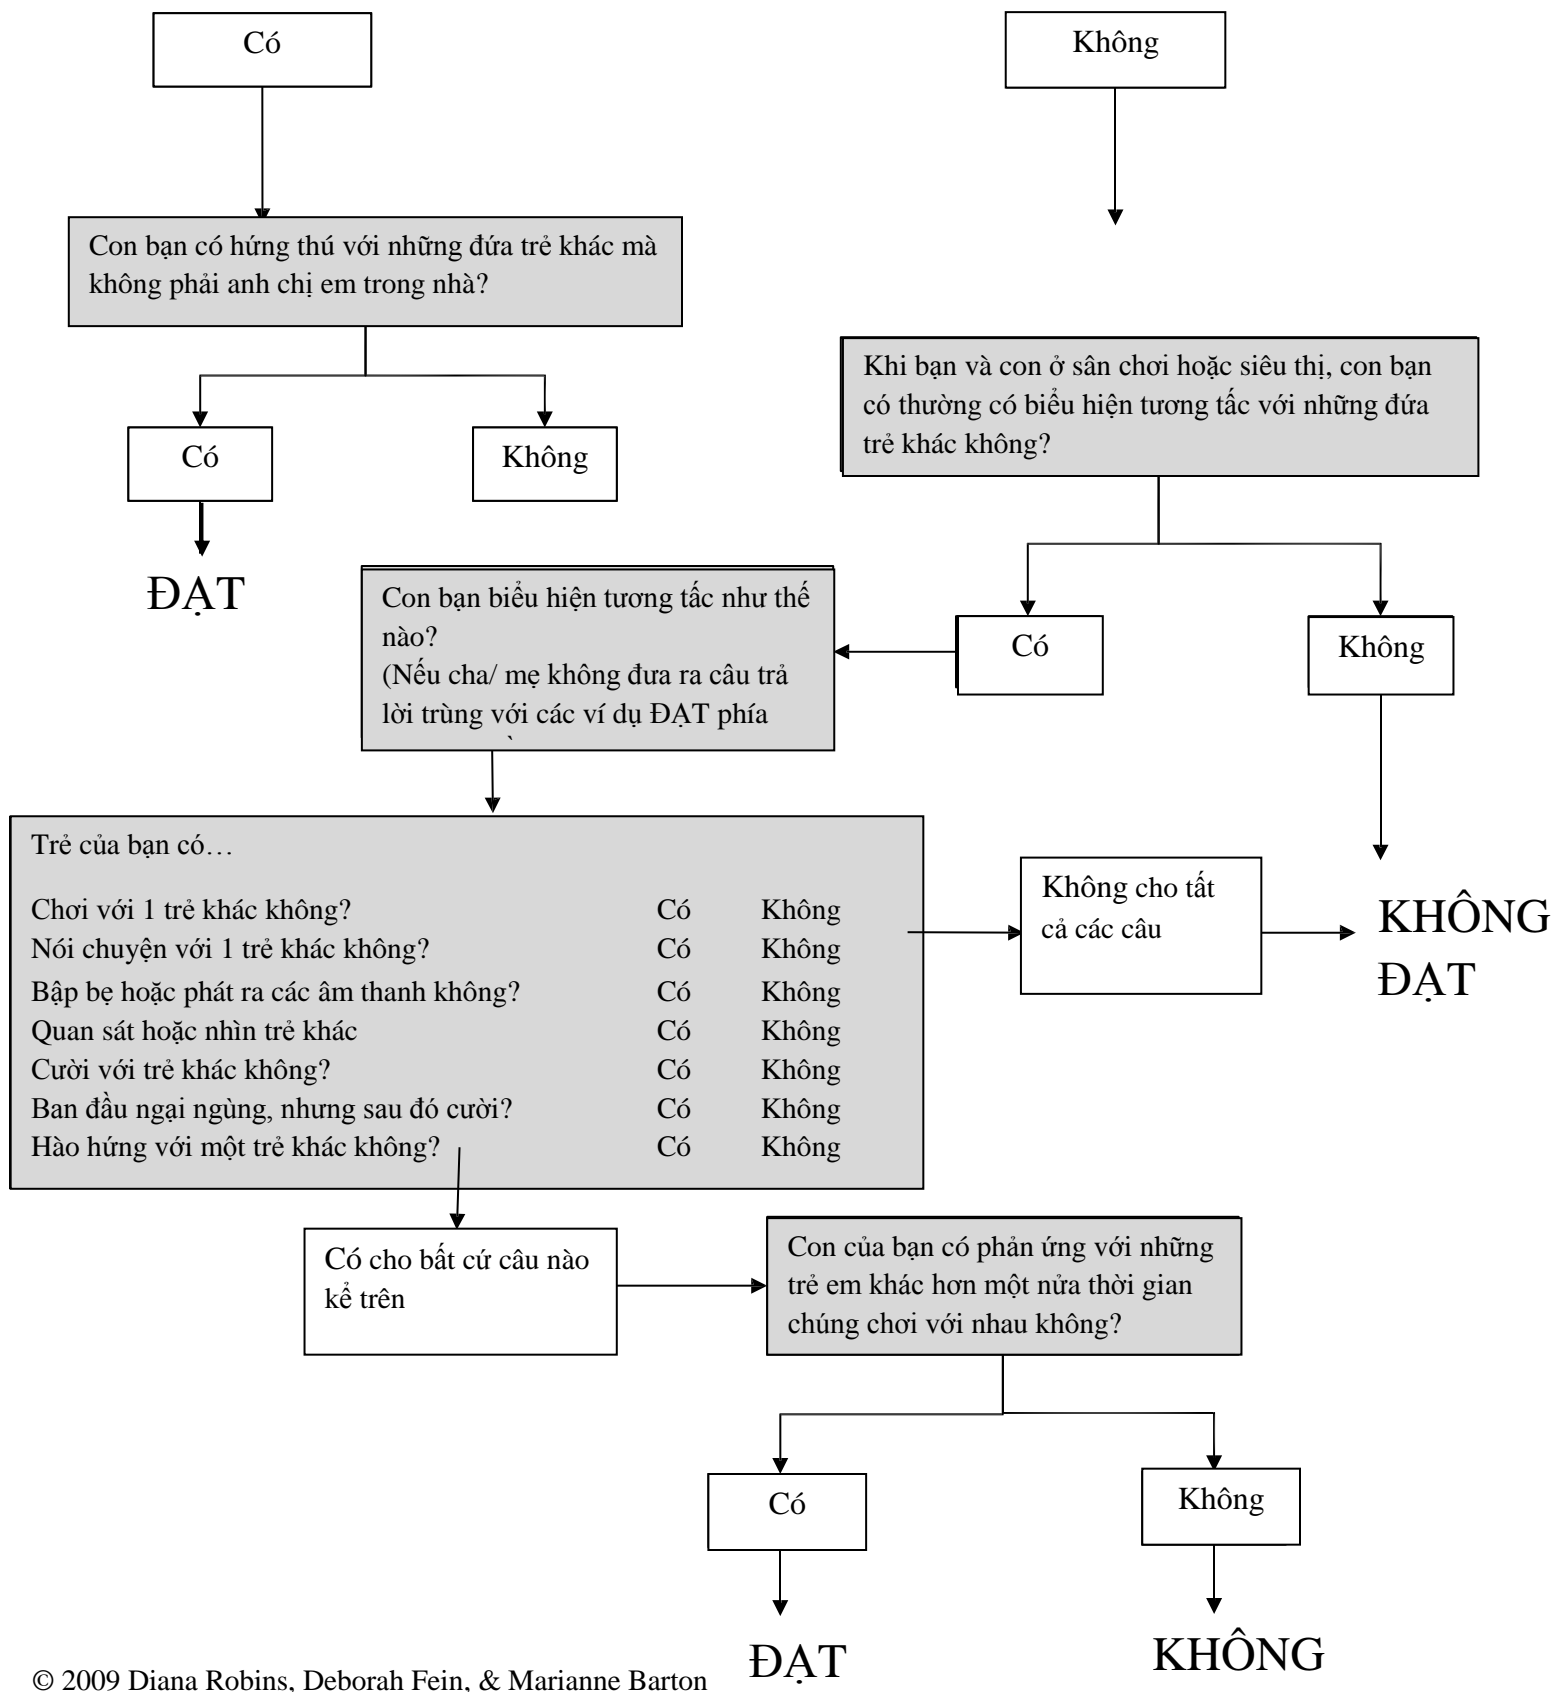 Có
Không
Con bạn có hứng thú với những đứa trẻ khác mà
không phải anh chị em trong nhà?
Khi bạn và con ở sân chơi hoặc siêu thị, con bạn
có thường có biểu hiện tương tấc với những đứa
trẻ khác không?
Có
Không
ĐẠT
Con bạn biểu hiện tương tấc như thế
nào?
(Nếu cha/ mẹ không đưa ra câu trả
lời trùng với các ví dụ ĐẠT phía
Có
Không
Trẻ của bạn có…
Chơi với 1 trẻ khác không? Có Không
Nói chuyện với 1 trẻ khác không? Có Không
Bập bẹ hoặc phát ra các âm thanh không? Có Không
Quan sát hoặc nhìn trẻ khác Có Không
Cười với trẻ khác không? Có Không
Ban đầu ngại ngùng, nhưng sau đó cười? Có Không
Hào hứng với một trẻ khác không? Có Không
Không cho tất
cả các câu
KHÔNG
ĐẠT
Có cho bất cứ câu nào
kể trên
Con của bạn có phản ứng với những
trẻ em khác hơn một nửa thời gian
chúng chơi với nhau không?
Có
Không
ĐẠT
KHÔNG
© 2009 Diana Robins, Deborah Fein, & Marianne Barton